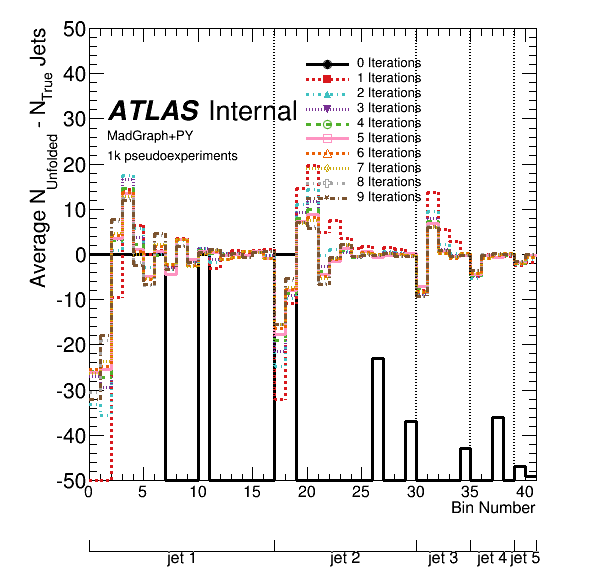 Average N_Unfolded - N_True Jets
50
40
30
20
10
0
-10
-20
-30
-40
-50
ATLAS Internal
MadGraph+PY
1k pseudoexperiments
0 Iterations
1 Iterations
2 Iterations
3 Iterations
4 Iterations
5 Iterations
6 Iterations
7 Iterations
8 Iterations
9 Iterations
0 5 10 15 20 25 30 35 40
Bin Number
jet 1 jet 2 jet 3 jet 4 jet 5